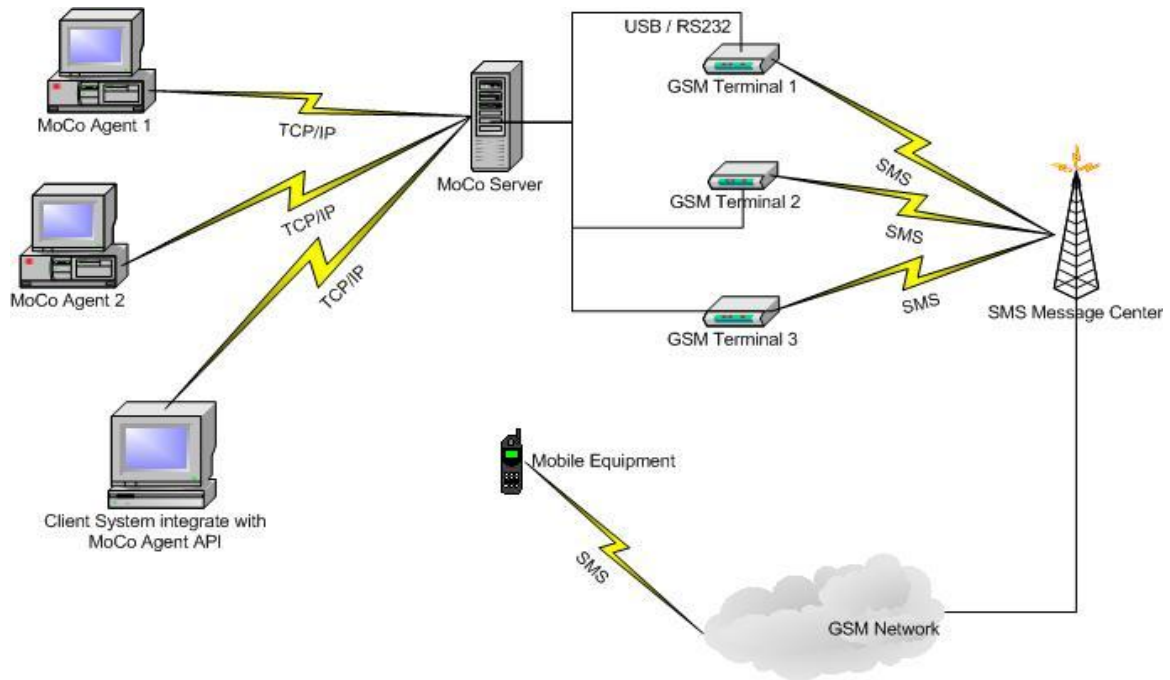 USB / RS232
GSM Terminal 1
MoCo Agent 1
TCP/IP
MoCo Server
SMS
GSM Terminal 2
TCP/IP
SMS
MoCo Agent 2
TCP/IP
SMS
GSM Terminal 3
SMS Message Center
Mobile Equipment
Client System integrate with
MoCo Agent API
SMS
GSM Network